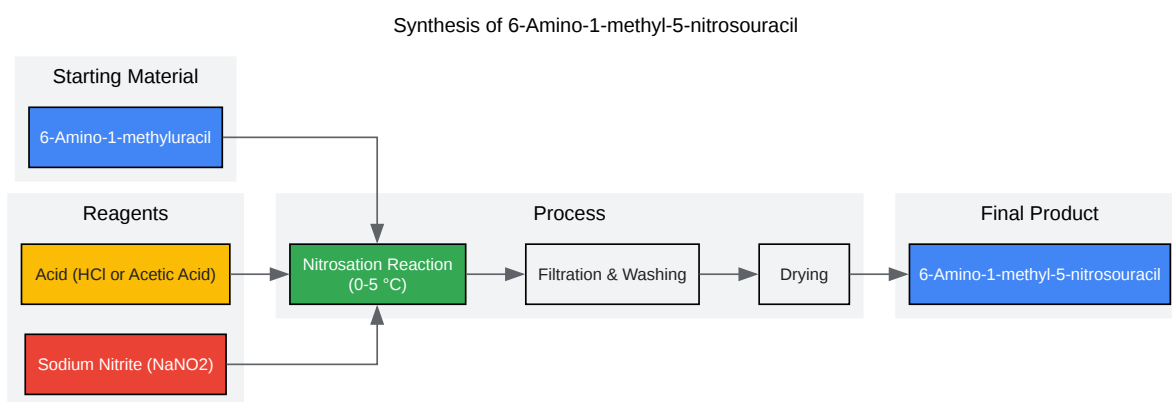 Synthesis of 6-Amino-1-methyl-5-nitrosouracil
Starting Material
6-Amino-1-methyluracil
Reagents
Acid (HCl or Acetic Acid)
Sodium Nitrite (NaNO2)
Process
Nitrosation Reaction
(0-5 °C)
Filtration & Washing
Drying
Final Product
6-Amino-1-methyl-5-nitrosouracil